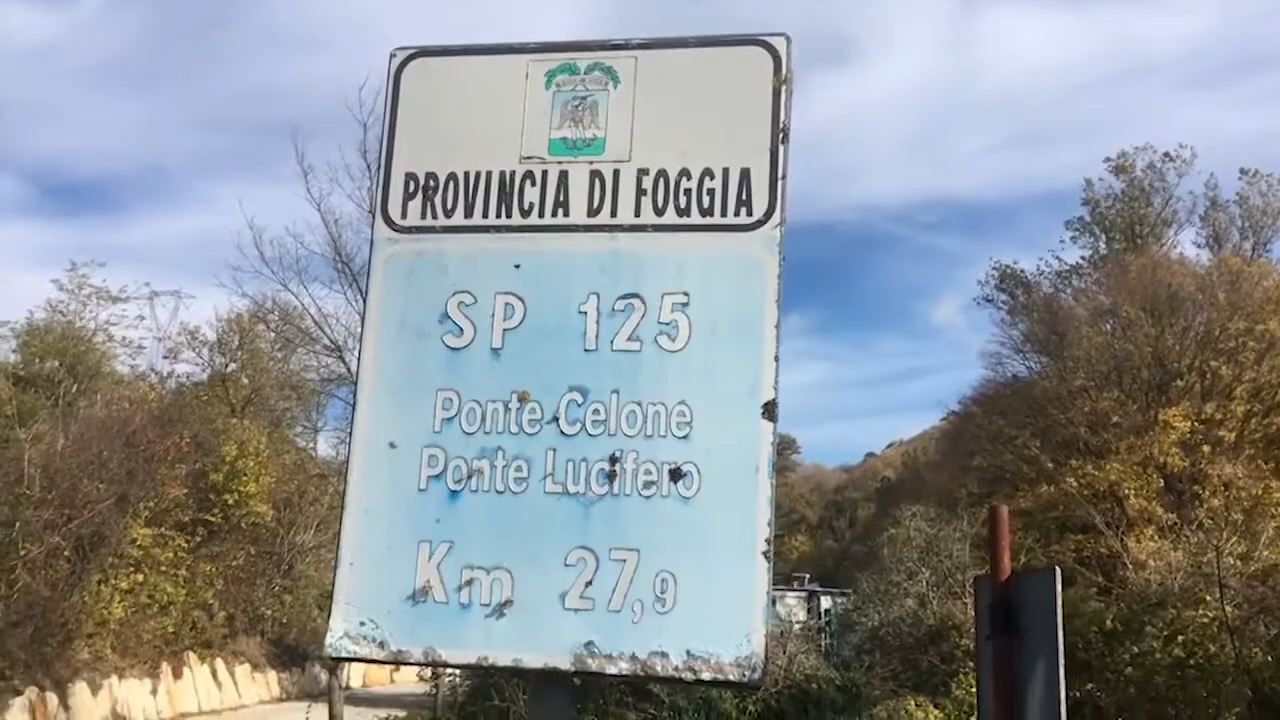 PROVINCIA DI FOGGIA
SP 125
Ponte Celone
Ponte Lucifero
Km 27,9